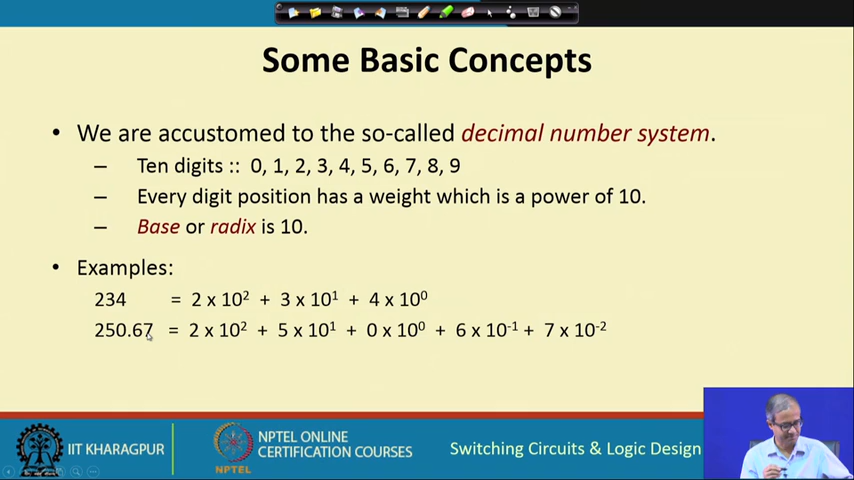 Some Basic Concepts
• We are accustomed to the so-called decimal number system.
– Ten digits :: 0, 1, 2, 3, 4, 5, 6, 7, 8, 9
– Every digit position has a weight which is a power of 10.
– Base or radix is 10.
• Examples:
234 = 2 x 10² + 3 x 10¹ + 4 x 10⁰
250.67 = 2 x 10² + 5 x 10¹ + 0 x 10⁰ + 6 x 10⁻¹ + 7 x 10⁻²
IIT KHARAGPUR
NPTEL
NPTEL ONLINE
CERTIFICATION COURSES
Switching Circuits & Logic Design